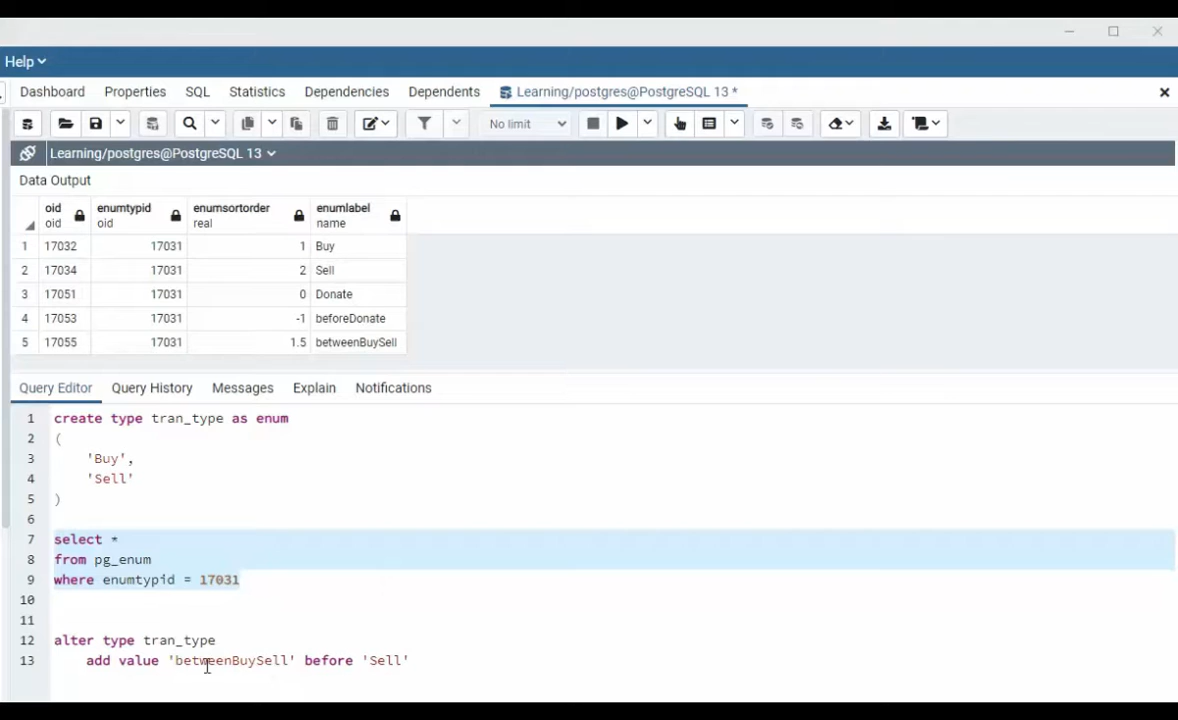 Help
Dashboard Properties SQL Statistics Dependencies Dependents Learning/postgres@PostgreSQL 13 *
No limit
Learning/postgres@PostgreSQL 13
Data Output
oid enumtypid enumsortorder enumlabel
oid oid real name
1 17032 17031 1 Buy
2 17034 17031 2 Sell
3 17051 17031 0 Donate
4 17053 17031 -1 beforeDonate
5 17055 17031 1.5 betweenBuySell
Query Editor Query History Messages Explain Notifications
1 create type tran_type as enum
2 (
3 'Buy',
4 'Sell'
5 )
6
7 select *
8 from pg_enum
9 where enumtypid = 17031
10
11
12 alter type tran_type
13 add value 'betweenBuySell' before 'Sell'